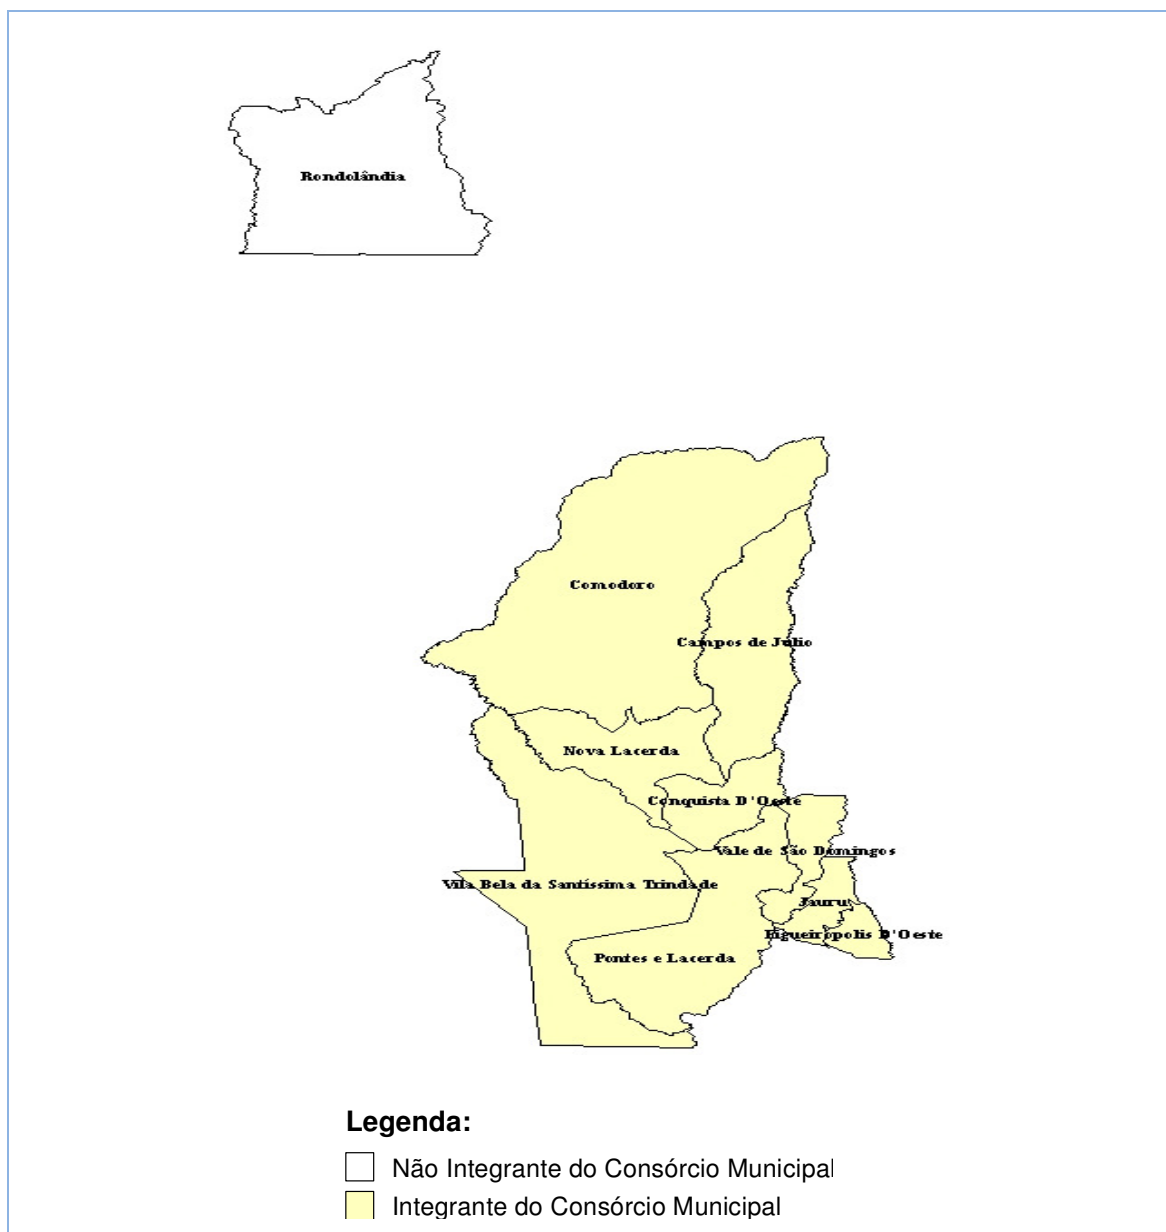 Rondolândia
Comodoro
Campos de Júlio
Nova Lacerda
Conquista D'Oeste
Vale de São Domingos
Vila Bela da Santíssima Trindade
Jauru
Figueirópolis D'Oeste
Pontes e Lacerda
Legenda:
Não Integrante do Consórcio Municipal
Integrante do Consórcio Municipal